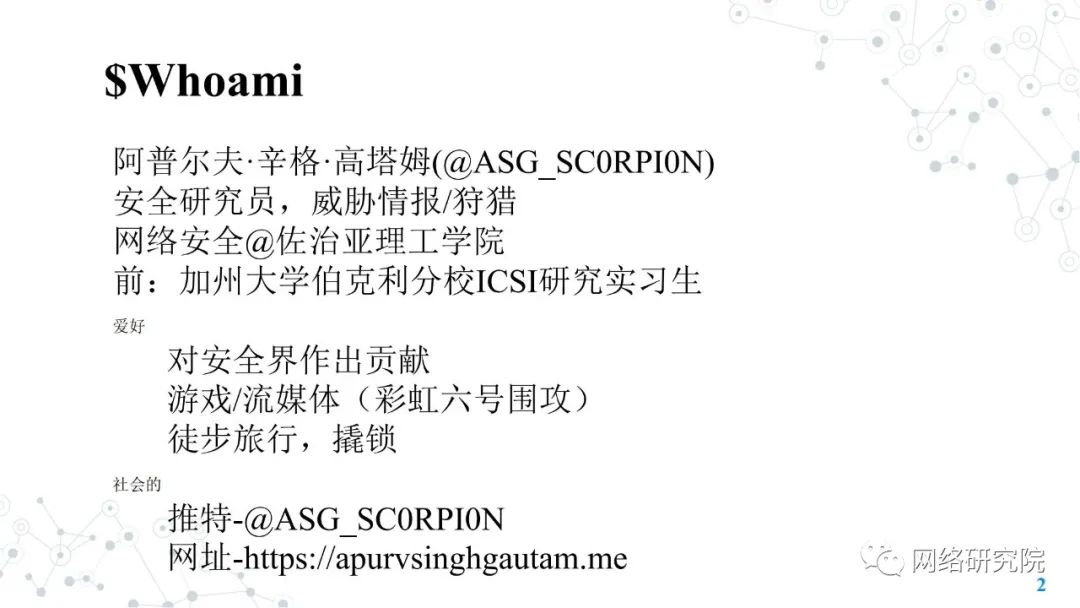 $Whoami
阿普尔夫·辛格·高塔姆(@ASG_SC0RPI0N)
安全研究员，威胁情报/狩猎
网络安全@佐治亚理工学院
前：加州大学伯克利分校ICSI研究实习生
爱好
对安全界作出贡献
游戏/流媒体（彩虹六号围攻）
徒步旅行，撬锁
社会的
推特-@ASG_SC0RPI0N
网址-https://apurvsinghgautam.me
网络研究院
2